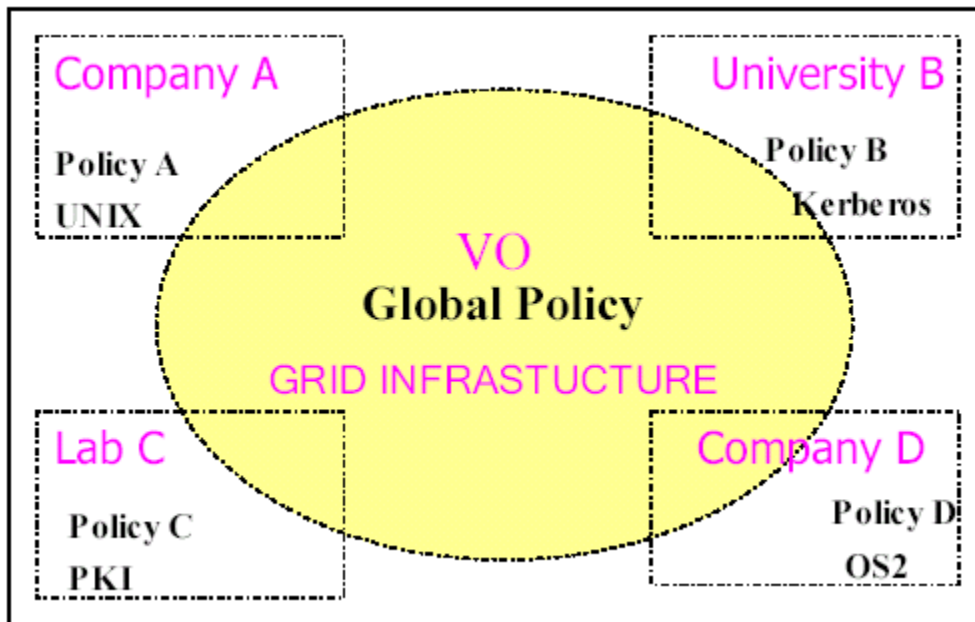 Company A
Policy A
UNIX
University B
Policy B
Kerberos
VO
Global Policy
GRID INFRASTUCTURE
Lab C
Policy C
PKI
Company D
Policy D
OS2